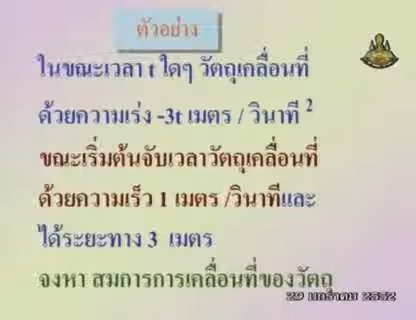 ตัวอย่าง
ในขณะเวลา t ใดๆ วัตถุเคลื่อนที่
ด้วยความเร่ง -3t เมตร / วินาที 2
ขณะเริ่มต้นจับเวลาวัตถุเคลื่อนที่
ด้วยความเร็ว 1 เมตร /วินาทีและ
ได้ระยะทาง 3 เมตร
จงหา สมการการเคลื่อนที่ของวัตถุ
29 มกราคม 2552